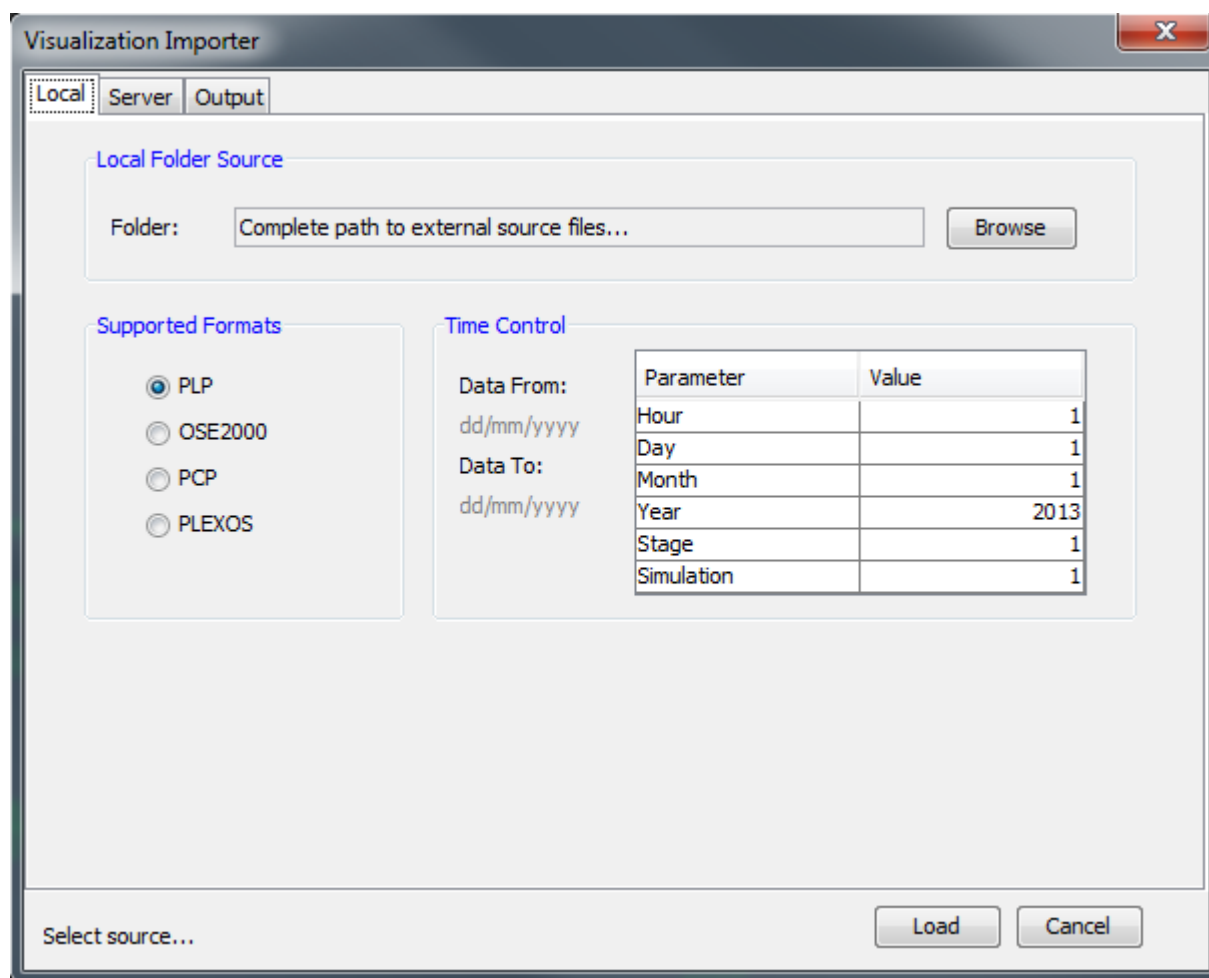 Visualization Importer
x
Local Server Output
Local Folder Source
Folder: Complete path to external source files... Browse
Supported Formats
PLP
OSE2000
PCP
PLEXOS
Time Control
Data From:
dd/mm/yyyy
Data To:
dd/mm/yyyy
Parameter Value
Hour 1
Day 1
Month 1
Year 2013
Stage 1
Simulation 1
Select source...
Load Cancel